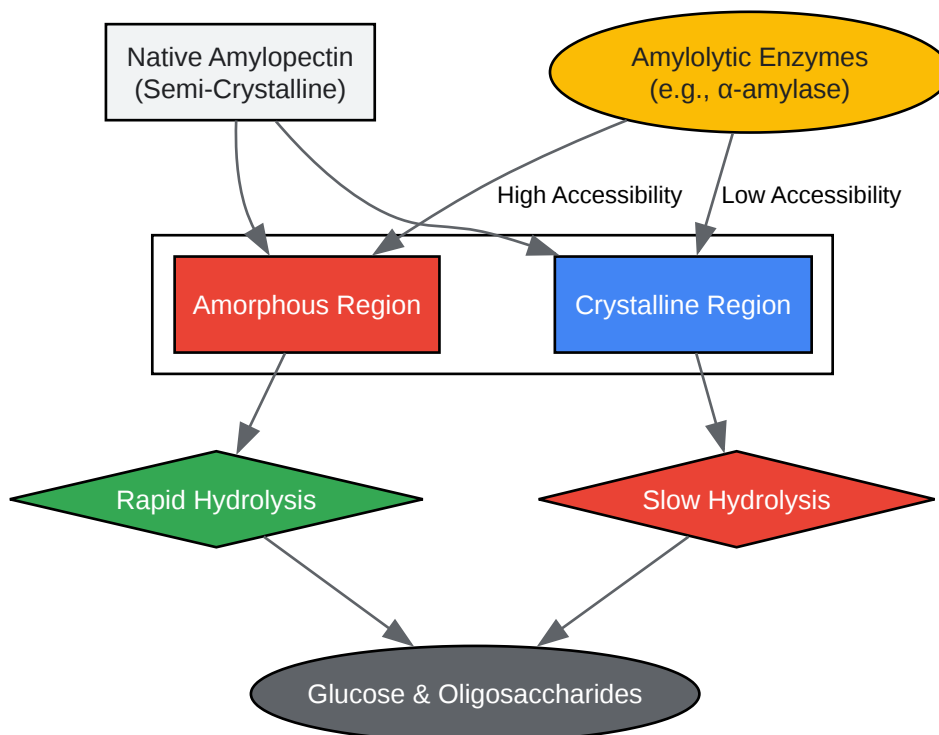 Native Amylopectin
(Semi-Crystalline)
Amylolytic Enzymes
(e.g., α-amylase)
High Accessibility
Low Accessibility
Amorphous Region
Crystalline Region
Rapid Hydrolysis
Slow Hydrolysis
Glucose & Oligosaccharides